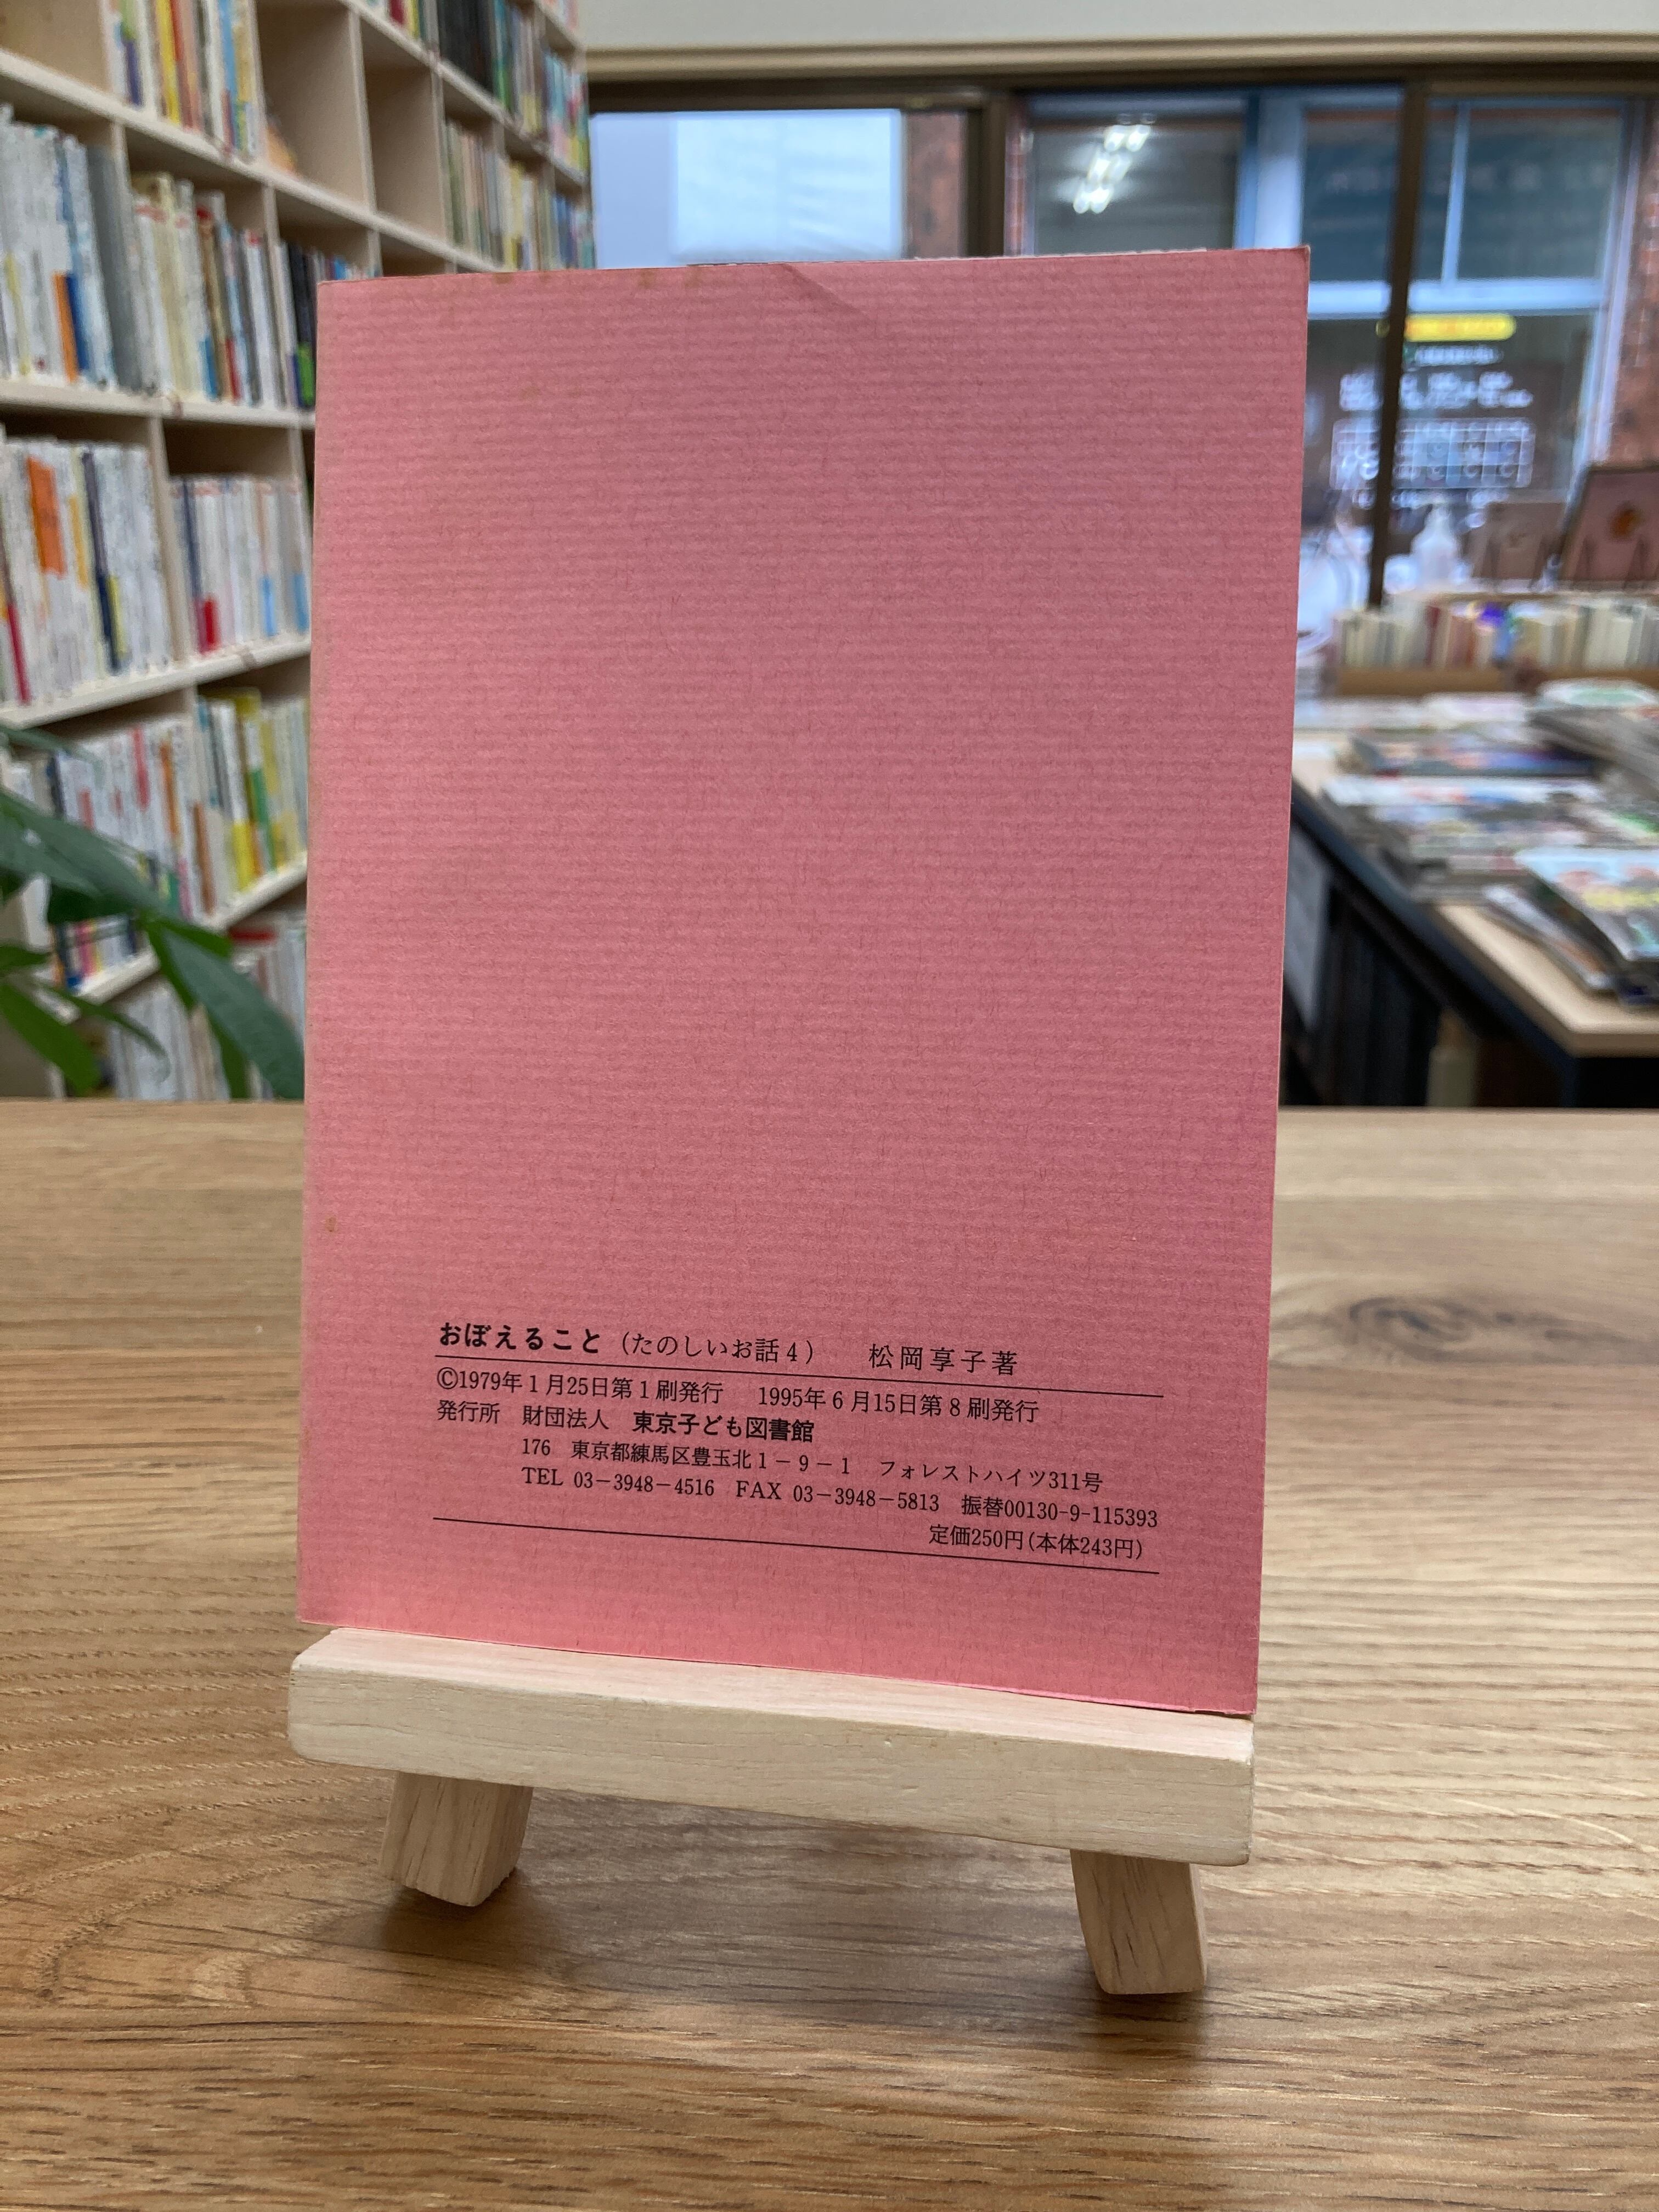 おぼえること（たのしいお話4）　松岡享子著
©1979年1月25日第1刷発行　1995年6月15日第8刷発行
発行所　財団法人　東京子ども図書館
176　東京都練馬区豊玉北1－9－1　フォレストハイツ311号
TEL 03－3948－4516　FAX 03－3948－5813　振替00130-9-115393
定価250円（本体243円）